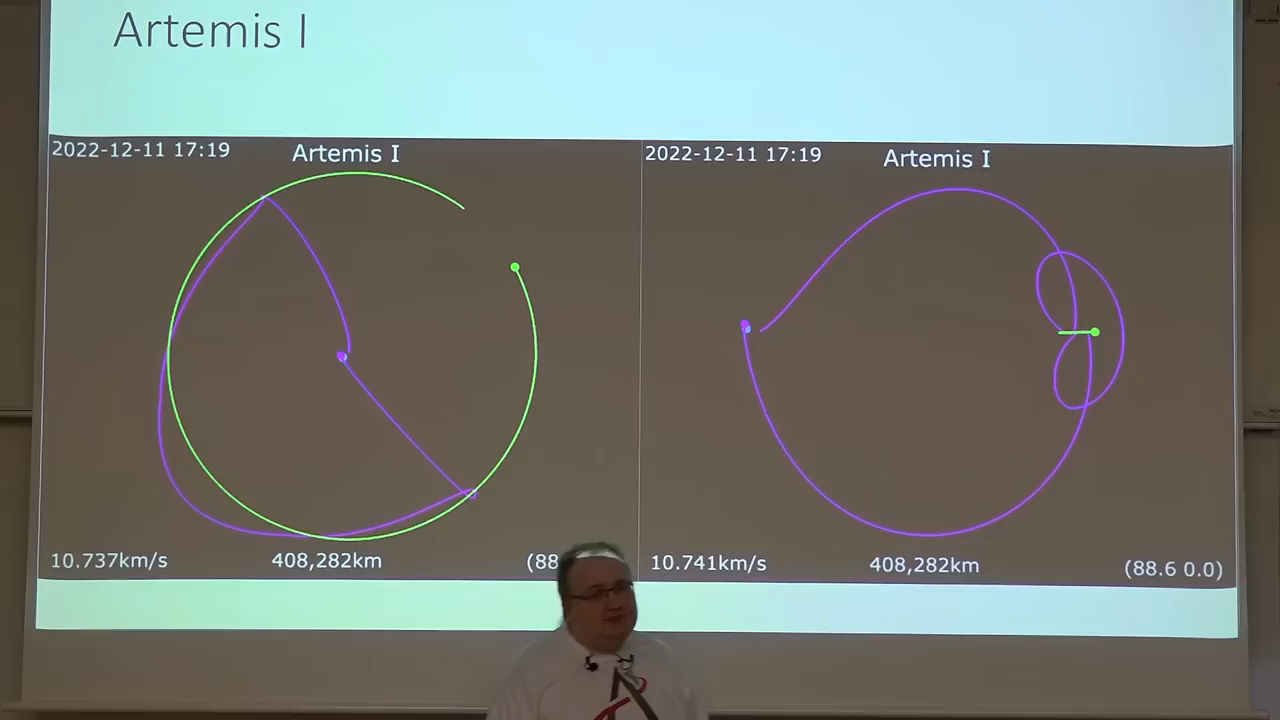 Artemis I
2022-12-11 17:19
Artemis I
10.737km/s
408,282km
(88
2022-12-11 17:19
Artemis I
10.741km/s
408,282km
(88.6 0.0)